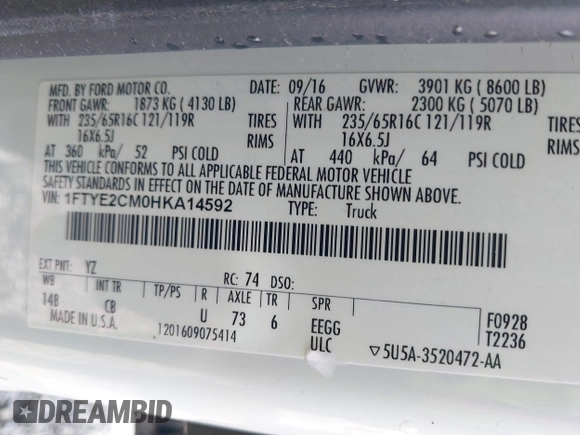 MFD. BY FORD MOTOR CO. DATE: 09/16 GVWR: 3901 KG ( 8600 LB)
FRONT GAWR: 1873 KG ( 4130 LB) REAR GAWR: 2300 KG ( 5070 LB)
WITH 235/65R16C 121/119R TIRES WITH 235/65R16C 121/119R TIRES
16X6.5J RIMS 16X6.5J RIMS
AT 360 kPa/ 52 PSI COLD AT 440 kPa/ 64 PSI COLD
THIS VEHICLE CONFORMS TO ALL APPLICABLE FEDERAL MOTOR VEHICLE
SAFETY STANDARDS IN EFFECT ON THE DATE OF MANUFACTURE SHOWN ABOVE.
VIN: 1FTYE2CM0HKA14592 TYPE: Truck
EXT PNT: YZ RC: 74 DSO:
WB INT TR TP/PS R AXLE TR SPR
148 CB U 73 6 EEGG F0928
MADE IN U.S.A. 1201609075414 ULC T2236
▽5U5A-3520472-AA
DREAMBID